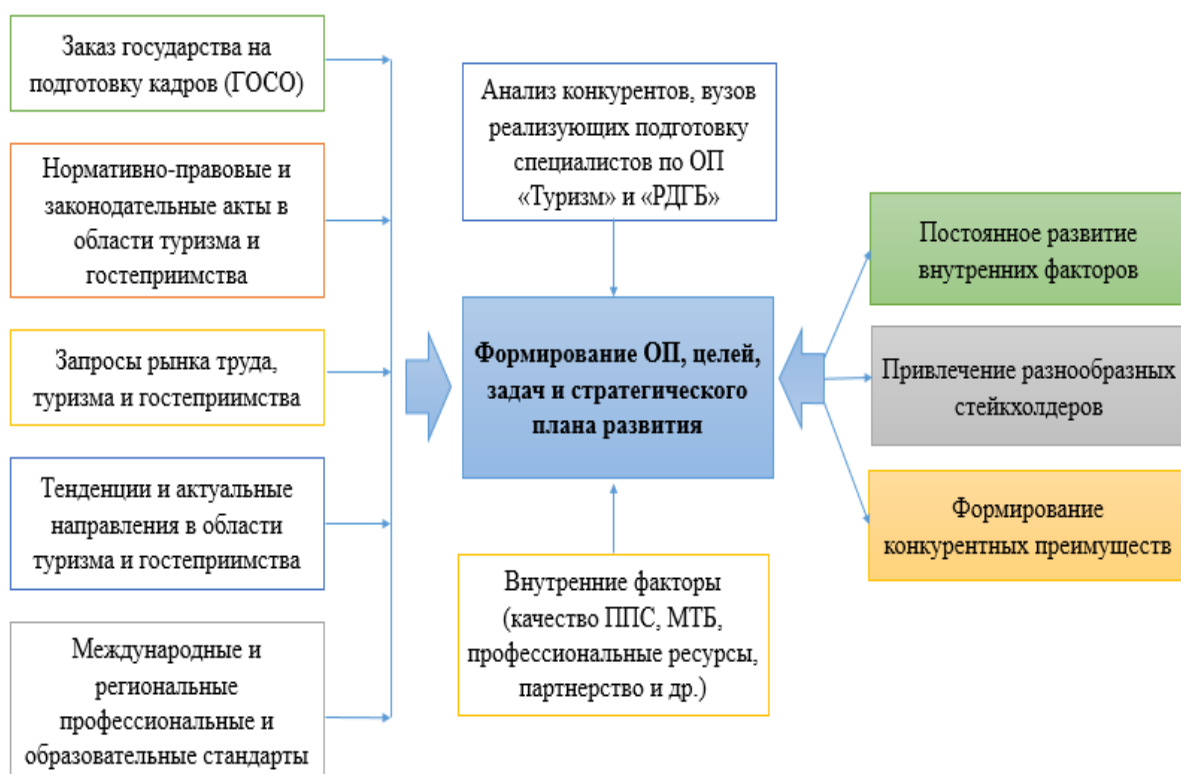 Заказ государства на
подготовку кадров (ГОСО)
Нормативно-правовые и
законодательные акты в
области туризма и
гостеприимства
Запросы рынка труда,
туризма и гостеприимства
Тенденции и актуальные
направления в области
туризма и гостеприимства
Международные и
региональные
профессиональные и
образовательные стандарты
Анализ конкурентов, вузов
реализующих подготовку
специалистов по ОП
«Туризм» и «РДГБ»
Формирование ОП, целей,
задач и стратегического
плана развития
Внутренние факторы
(качество ППС, МТБ,
профессиональные ресурсы,
партнерство и др.)
Постоянное развитие
внутренних факторов
Привлечение разнообразных
стейкхолдеров
Формирование
конкурентных преимуществ